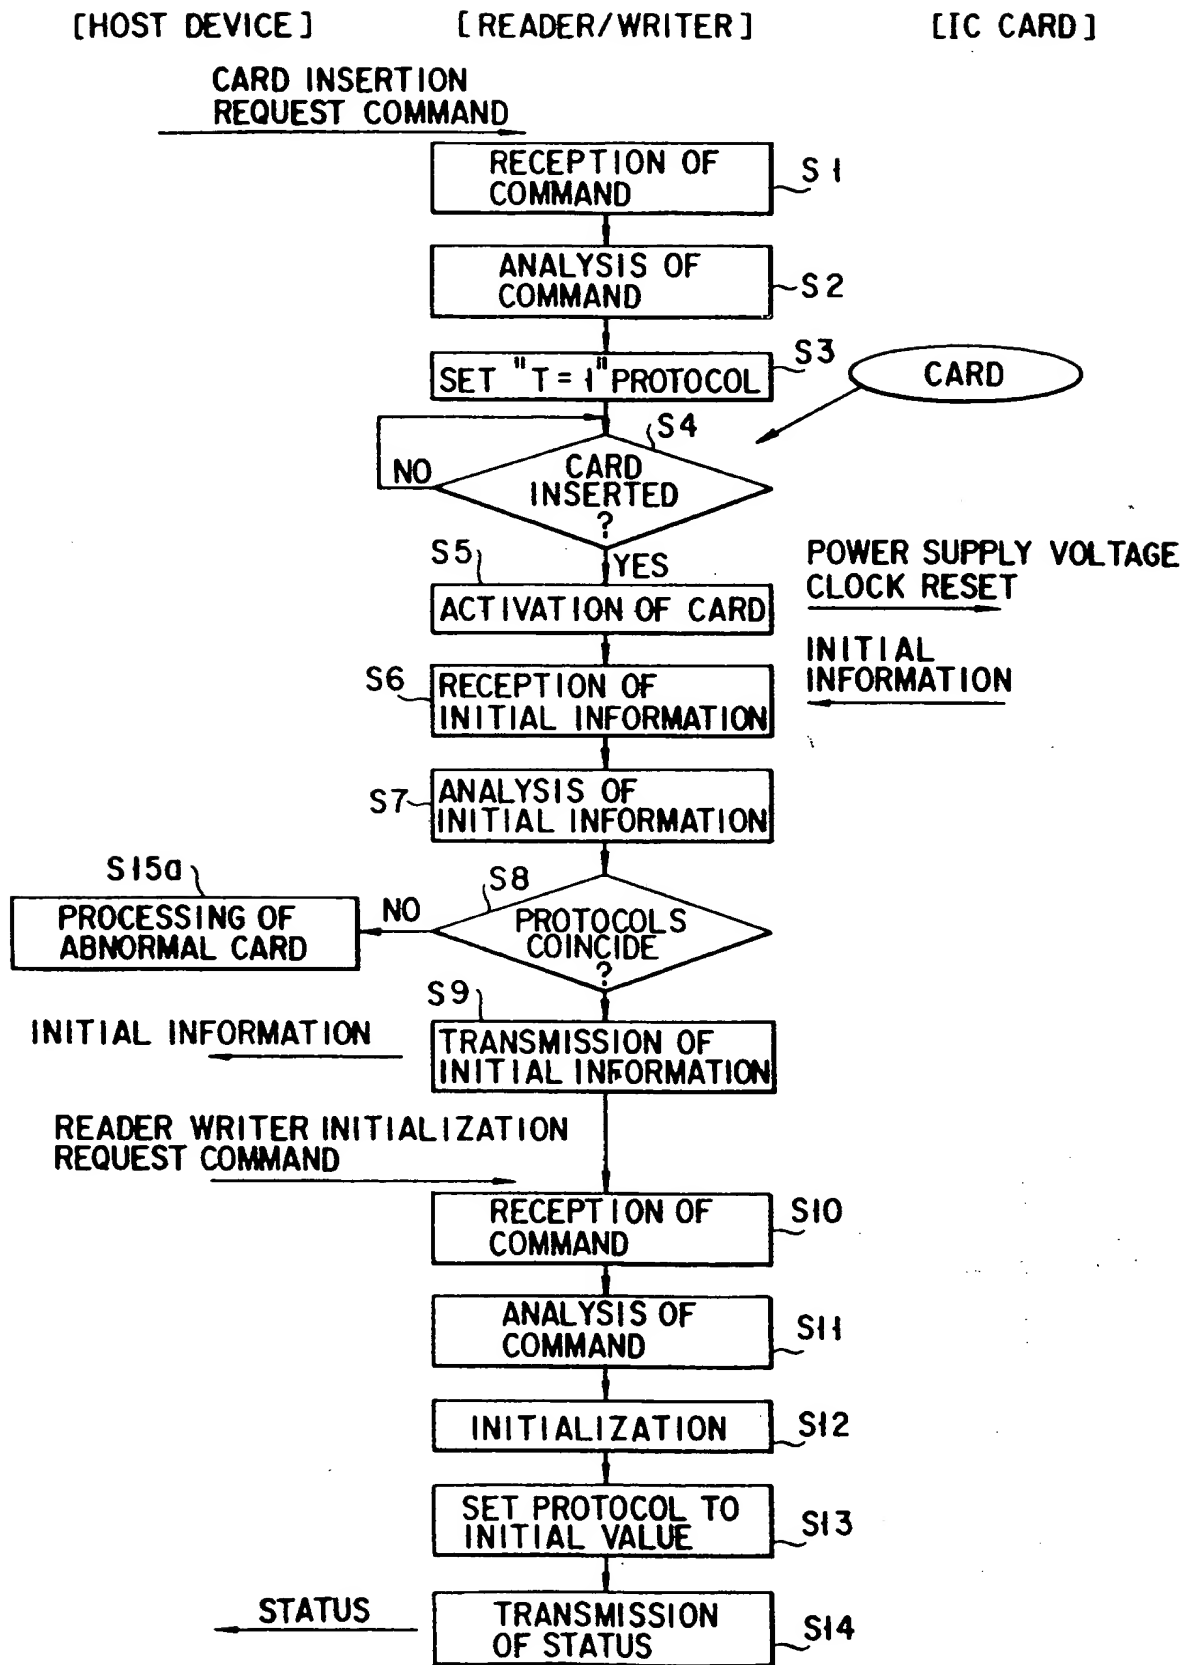 [HOST DEVICE] [READER/WRITER] [IC CARD]
CARD INSERTION
REQUEST COMMAND
RECEPTION OF
COMMAND
S1
ANALYSIS OF
COMMAND
S2
S3
SET "T=1" PROTOCOL
CARD
S4
NO
CARD
INSERTED
?
S5
YES
POWER SUPPLY VOLTAGE
CLOCK RESET
ACTIVATION OF CARD
INITIAL
INFORMATION
S6
RECEPTION OF
INITIAL INFORMATION
S7
ANALYSIS OF
INITIAL INFORMATION
S15a
PROCESSING OF
ABNORMAL CARD
NO
S8
PROTOCOLS
COINCIDE
?
S9
INITIAL INFORMATION
TRANSMISSION OF
INITIAL INFORMATION
READER WRITER INITIALIZATION
REQUEST COMMAND
RECEPTION OF
COMMAND
S10
ANALYSIS OF
COMMAND
S11
INITIALIZATION
S12
SET PROTOCOL TO
INITIAL VALUE
S13
STATUS
TRANSMISSION
OF STATUS
S14